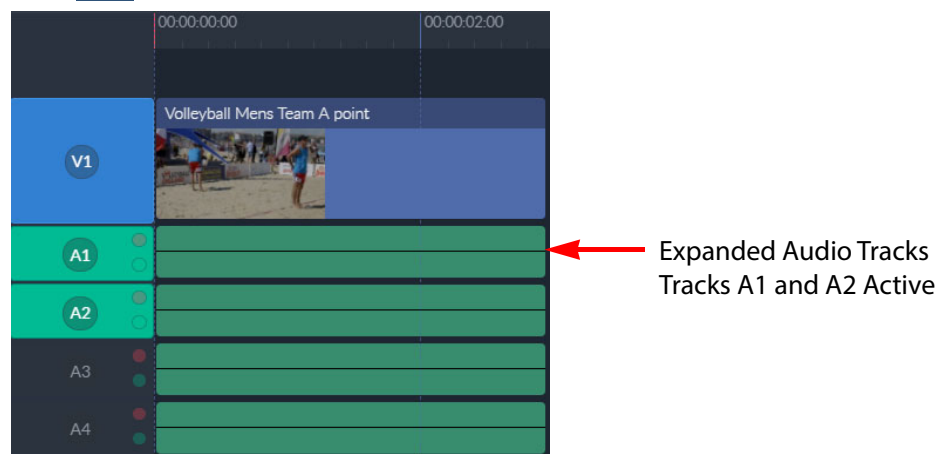 00:00:00:00 00:00:02:00
Volleyball Mens Team A point
V1
A1
Expanded Audio Tracks
Tracks A1 and A2 Active
A2
A3
A4